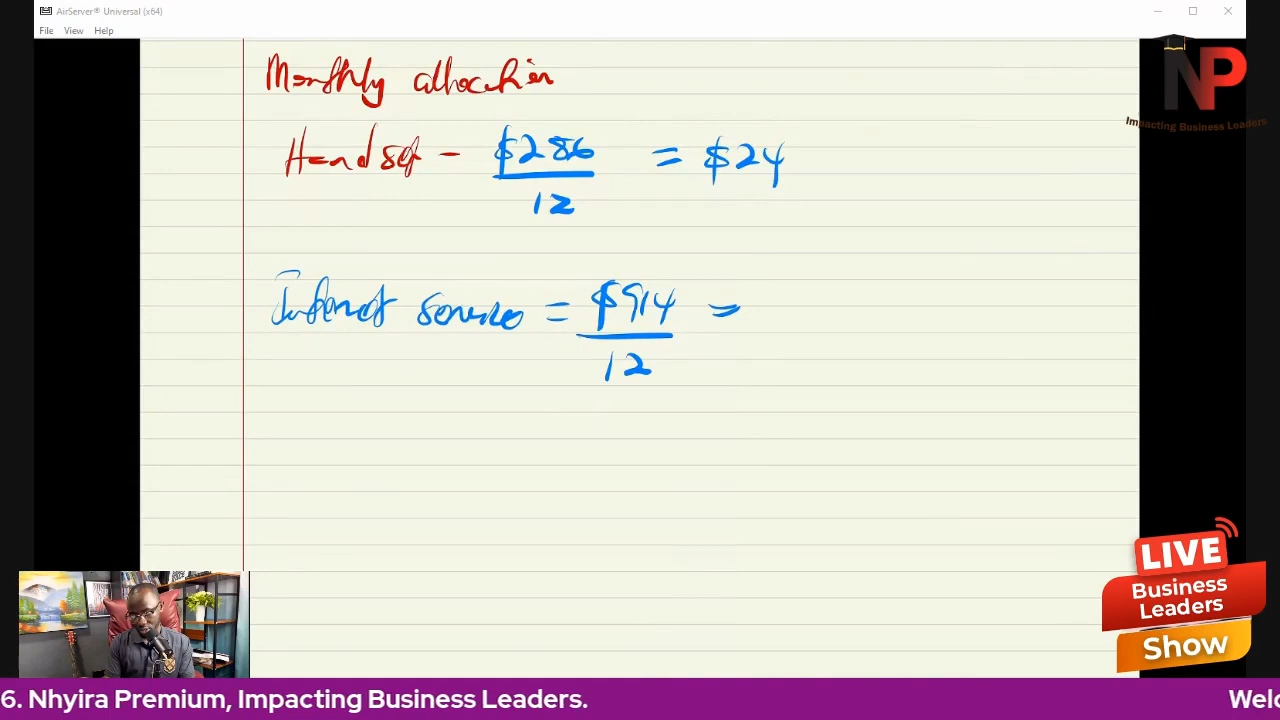 AirServer® Universal (x64)
File View Help
NP
Impacting Business Leaders
Monthly allocation
Handset - $286 = $24
12
Internet service = $914 =
12
LIVE
Business
Leaders
Show
6. Nhyira Premium, Impacting Business Leaders. Welc